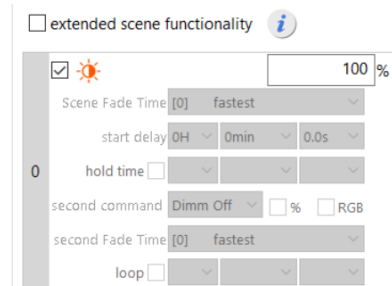 extended scene functionality i
100 %
Scene Fade Time [0] fastest
start delay 0H 0min 0.0s
0 hold time
second command Dimm Off % RGB
second Fade Time [0] fastest
loop